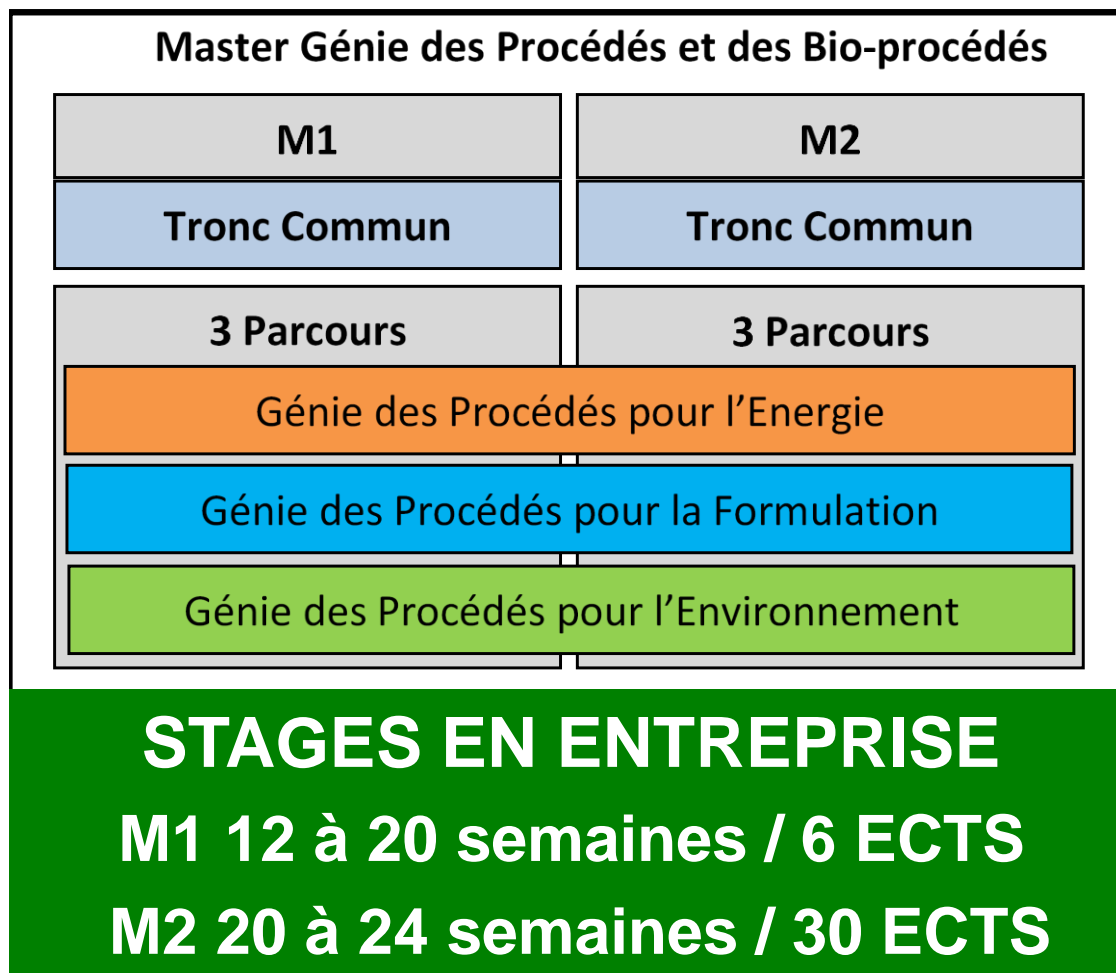 Master Génie des Procédés et des Bio-procédés
M1
M2
Tronc Commun
Tronc Commun
3 Parcours
3 Parcours
Génie des Procédés pour l’Energie
Génie des Procédés pour la Formulation
Génie des Procédés pour l’Environnement
STAGES EN ENTREPRISE
M1 12 à 20 semaines / 6 ECTS
M2 20 à 24 semaines / 30 ECTS